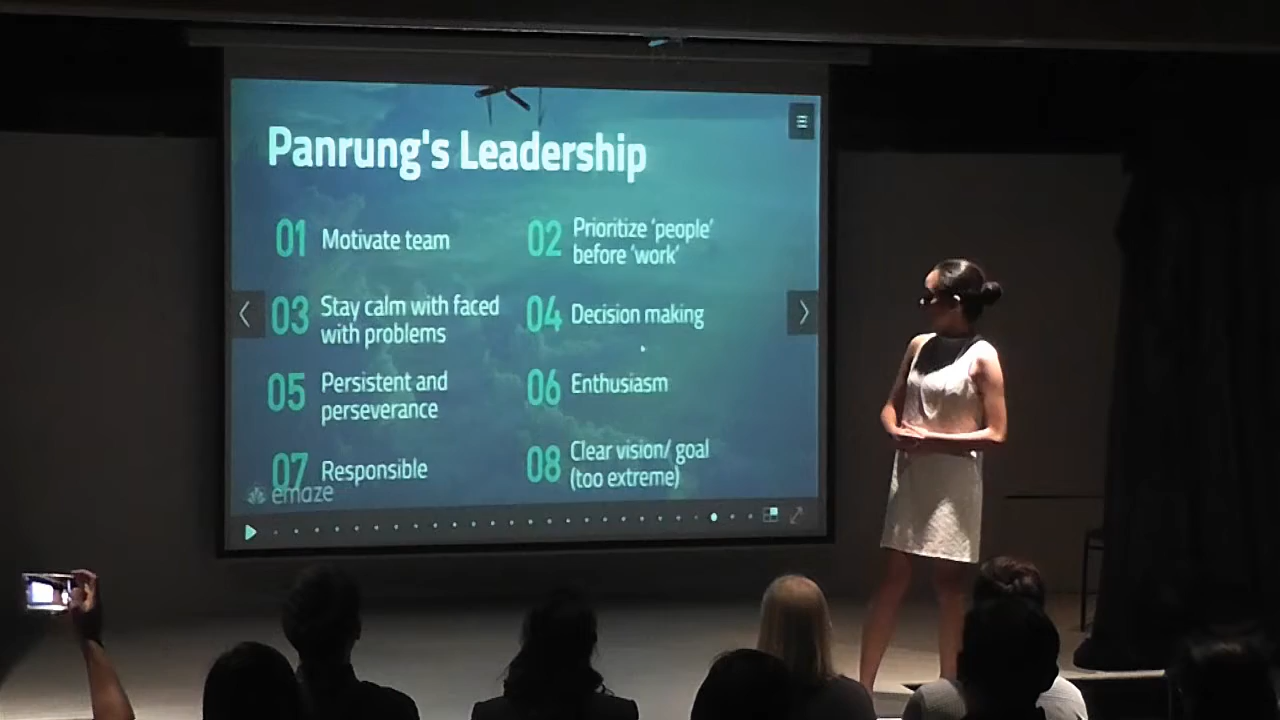 Panrung's Leadership
01 Motivate team
02 Prioritize 'people'
before 'work'
03 Stay calm with faced
with problems
04 Decision making
05 Persistent and
perseverance
06 Enthusiasm
07 Responsible
08 Clear vision/ goal
(too extreme)
emaze